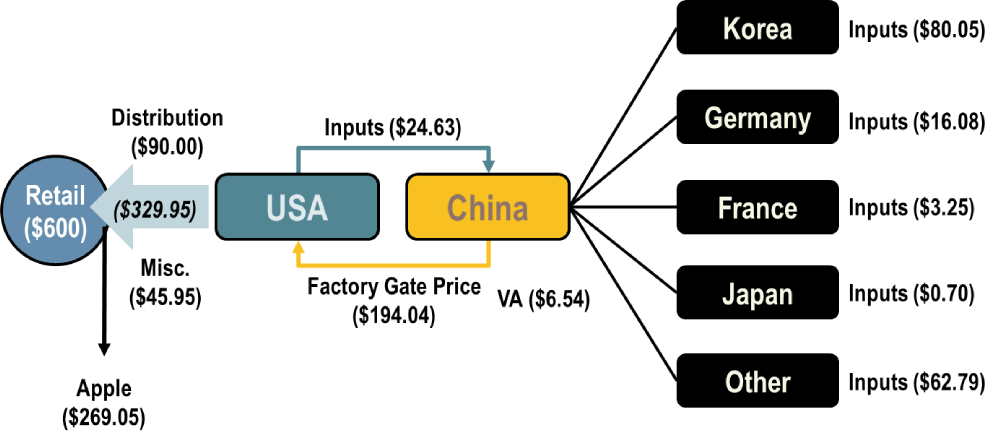 Korea
Inputs ($80.05)
Distribution
($90.00)
Inputs ($24.63)
Germany
Inputs ($16.08)
Retail
($600)
($329.95)
USA
China
France
Inputs ($3.25)
Misc.
($45.95)
Factory Gate Price
($194.04)
VA ($6.54)
Japan
Inputs ($0.70)
Apple
($269.05)
Other
Inputs ($62.79)